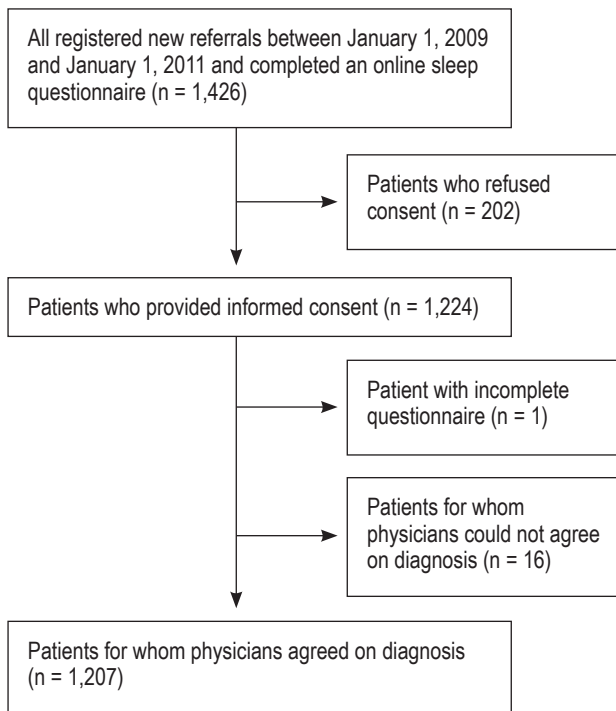 All registered new referrals between January 1, 2009
and January 1, 2011 and completed an online sleep
questionnaire (n = 1,426)
Patients who refused
consent (n = 202)
Patients who provided informed consent (n = 1,224)
Patient with incomplete
questionnaire (n = 1)
Patients for whom
physicians could not agree
on diagnosis (n = 16)
Patients for whom physicians agreed on diagnosis
(n = 1,207)